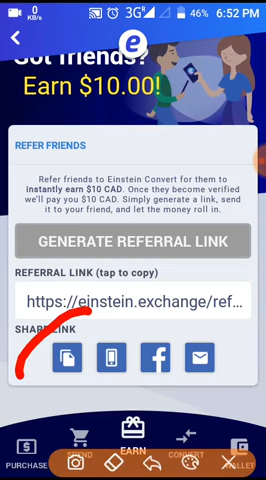 0
KB/s
3G
46%
6:52 PM
e
Got friends?
Earn $10.00!
REFER FRIENDS
Refer friends to Einstein Convert for them to
instantly earn $10 CAD. Once they become verified
we'll pay you $10 CAD. Simply generate a link, send
it to your friend, and let the money roll in.
GENERATE REFERRAL LINK
REFERRAL LINK (tap to copy)
https://einstein.exchange/ref...
SHARE LINK
f
PURCHASE
SPEND
EARN
CONVERT
WALLET